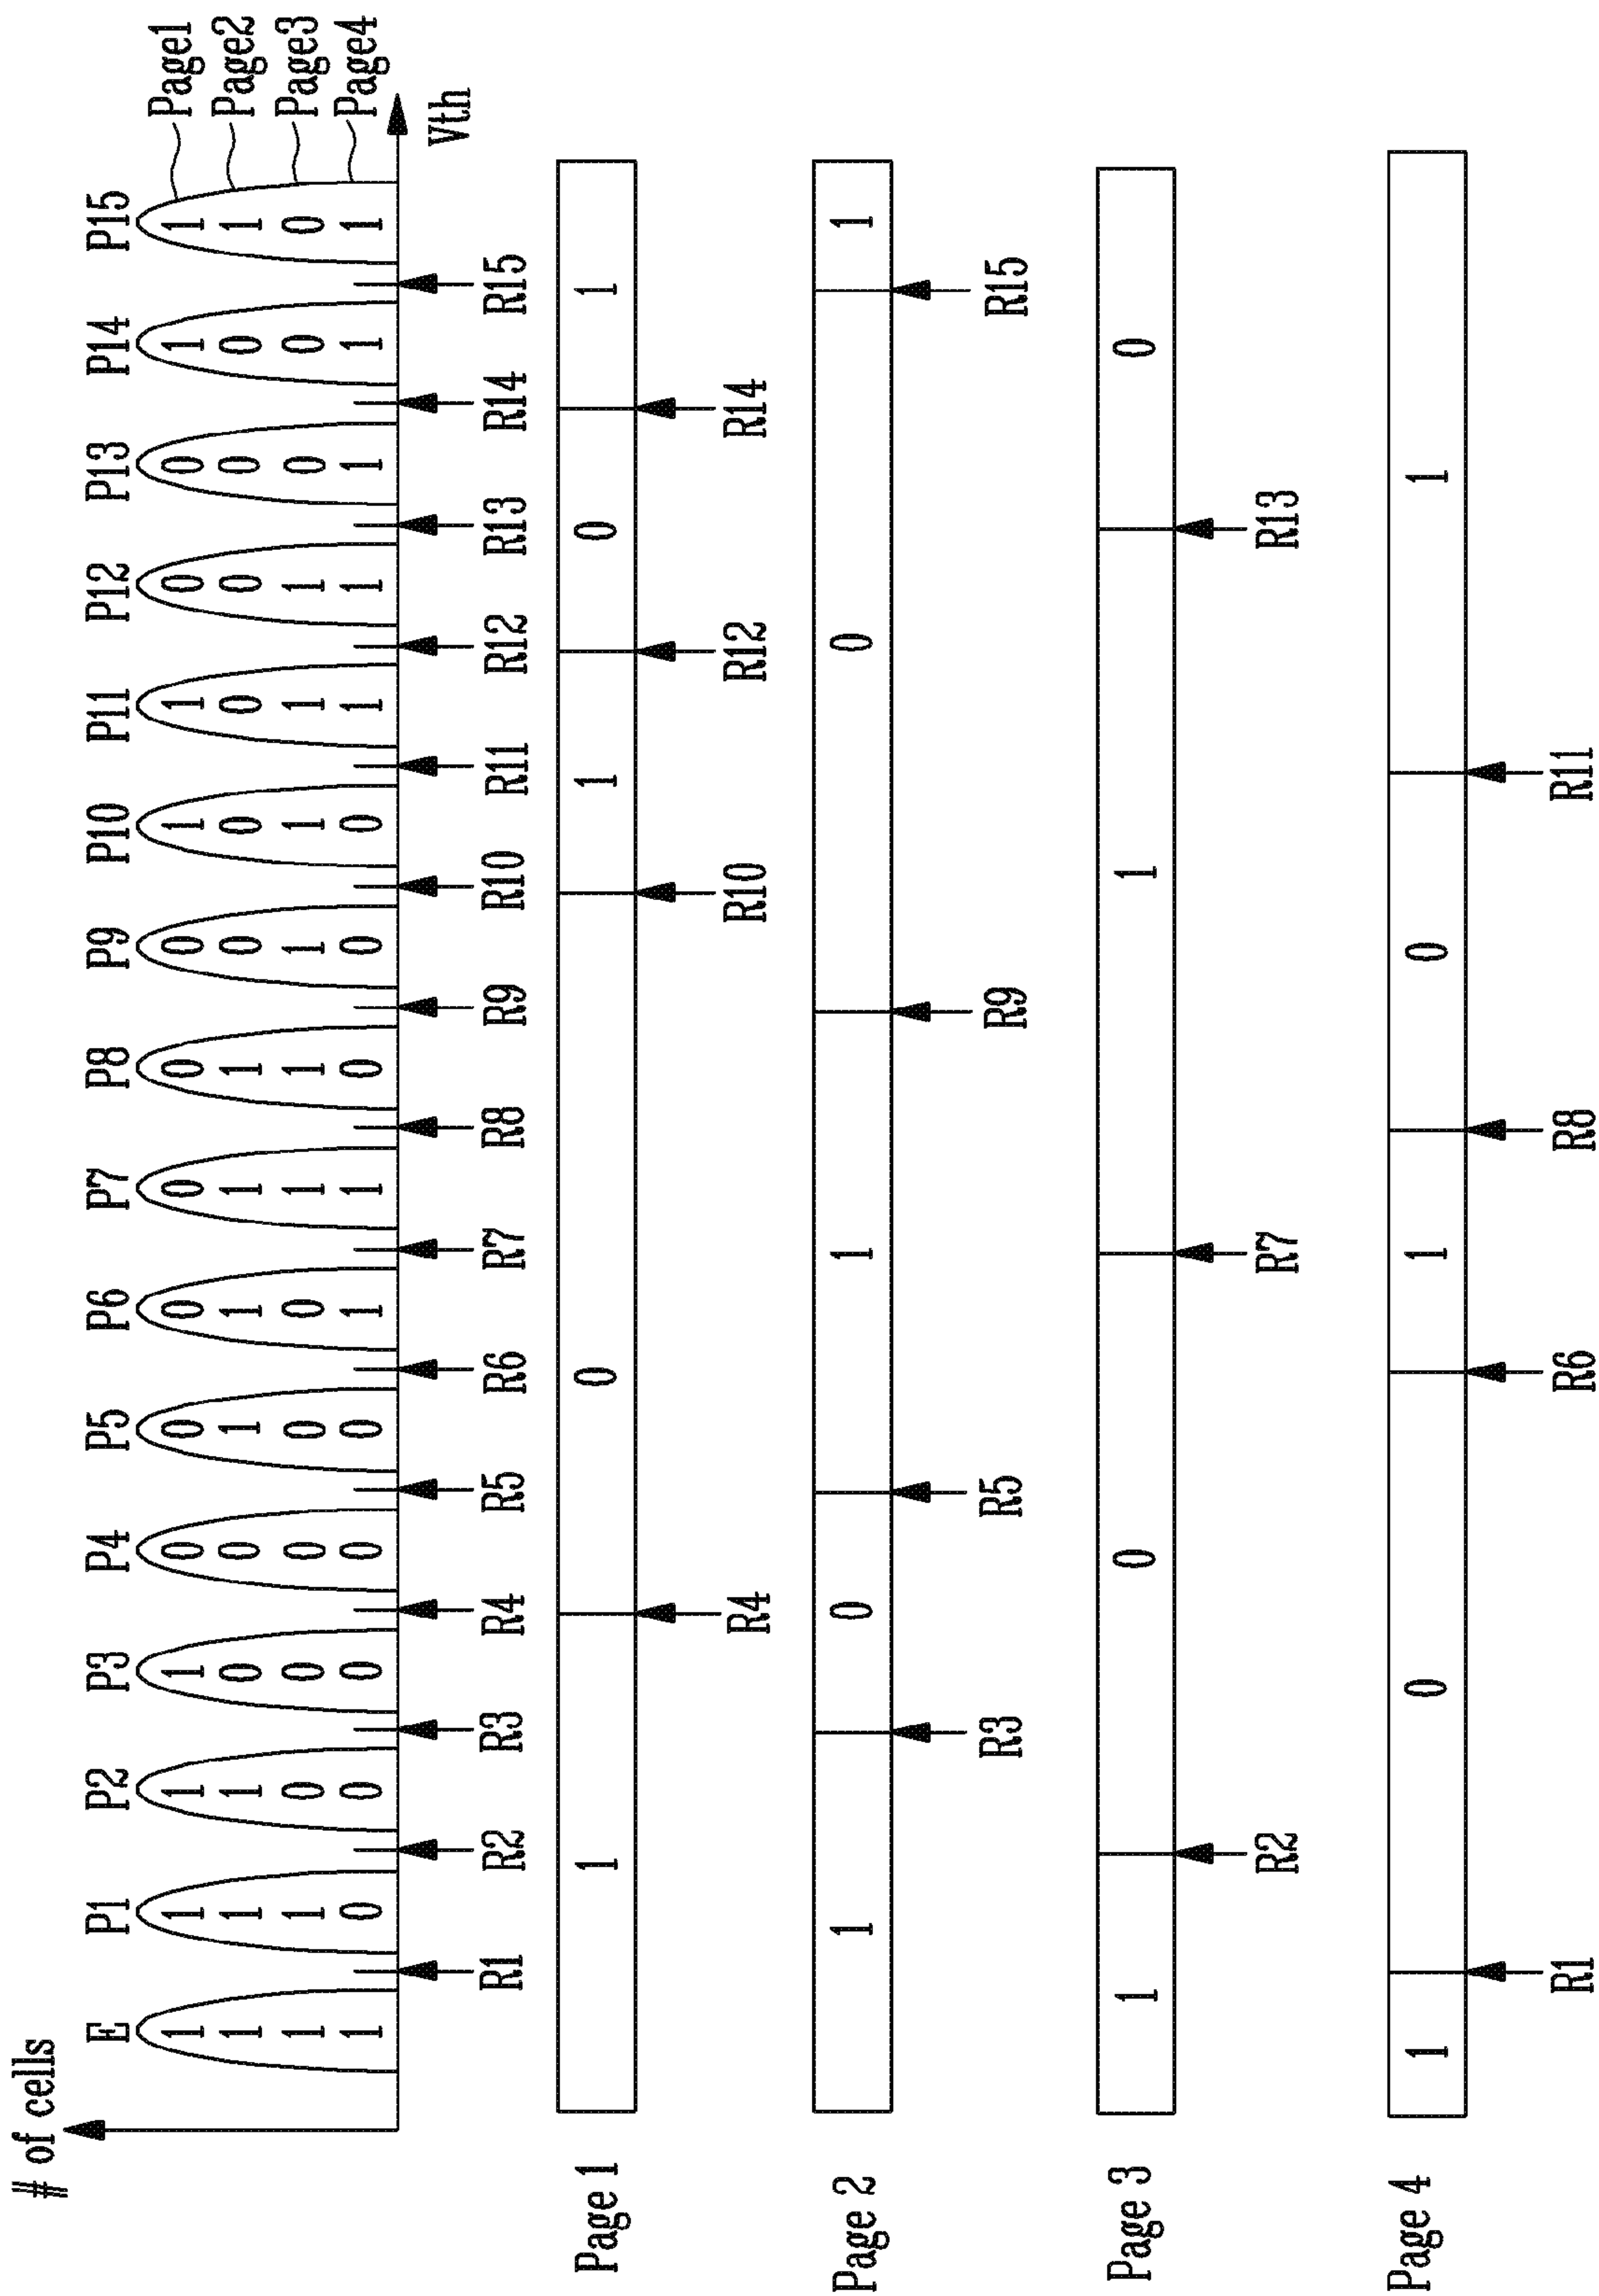 # of cells
E P1 P2 P3 P4 P5 P6 P7 P8 P9 P10 P11 P12 P13 P14 P15
1 1 1 1 0 0 0 0 0 0 1 1 0 0 1 1 Page1
1 1 1 0 0 1 1 1 1 0 0 0 0 0 0 1 Page2
1 1 0 0 0 0 0 1 1 1 1 1 1 0 0 0 Page3
1 0 0 0 0 0 1 1 0 0 0 1 1 1 1 1 Page4
Vth
R1 R2 R3 R4 R5 R6 R7 R8 R9 R10 R11 R12 R13 R14 R15
Page 1 1 0 1 0 1
R4 R10 R12 R14
Page 2 1 0 1 0 1
R3 R5 R9 R15
Page 3 1 0 1 0
R2 R7 R13
Page 4 1 0 1 0 1
R1 R6 R8 R11